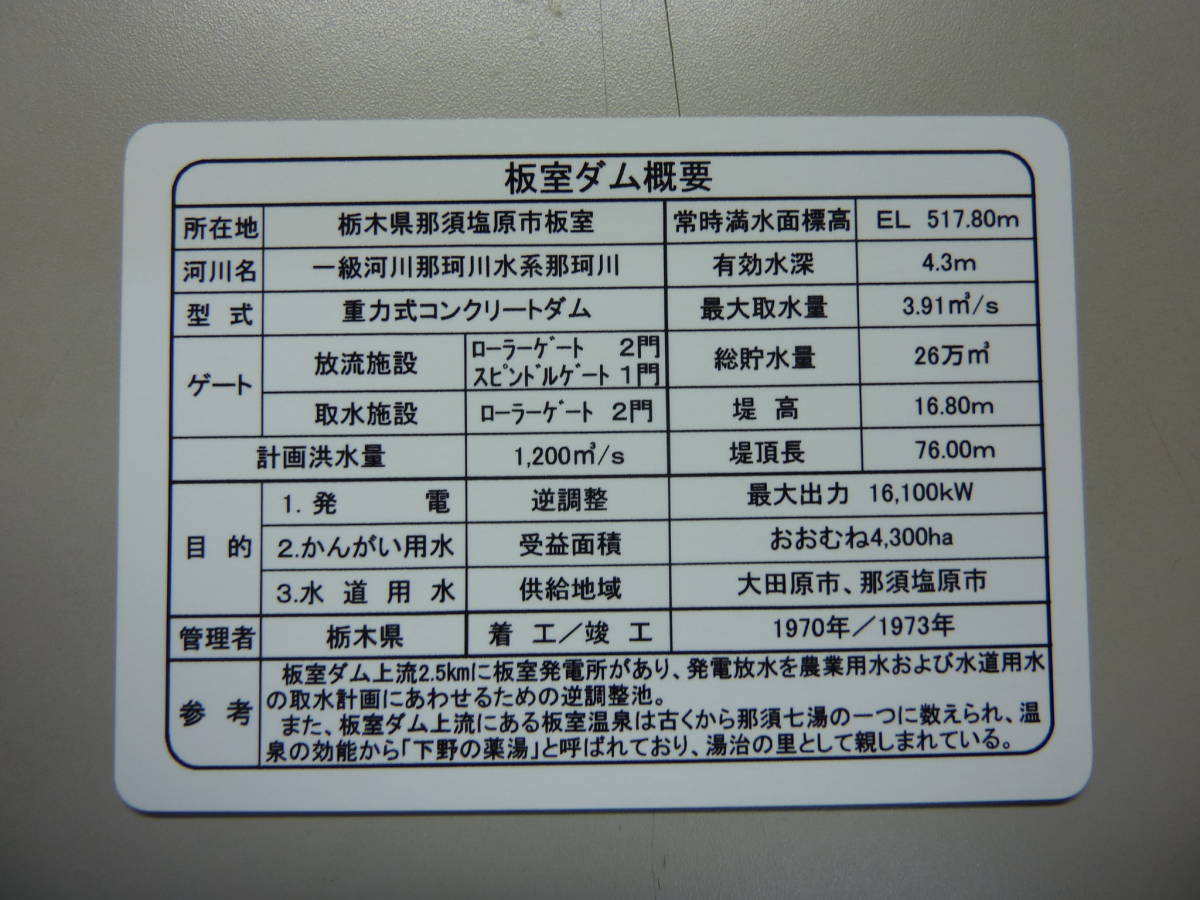 板室ダム概要
所在地 栃木県那須塩原市板室 常時満水面標高 EL 517.80m
河川名 一級河川那珂川水系那珂川 有効水深 4.3m
型式 重力式コンクリートダム 最大取水量 3.91㎥/s
ゲート 放流施設 ﾛｰﾗｰｹﾞｰﾄ 2門 総貯水量 26万㎥
ｽﾋﾟﾝﾄﾞﾙｹﾞｰﾄ 1門
取水施設 ﾛｰﾗｰｹﾞｰﾄ 2門 堤高 16.80m
計画洪水量 1,200㎥/s 堤頂長 76.00m
目的 1.発電 逆調整 最大出力 16,100kW
2.かんがい用水 受益面積 おおむね4,300ha
3.水道用水 供給地域 大田原市、那須塩原市
管理者 栃木県 着工/竣工 1970年/1973年
参考 板室ダム上流2.5kmに板室発電所があり、発電放水を農業用水および水道用水
の取水計画にあわせるための逆調整池。
また、板室ダム上流にある板室温泉は古くから那須七湯の一つに数えられ、温
泉の効能から「下野の薬湯」と呼ばれており、湯治の里として親しまれている。